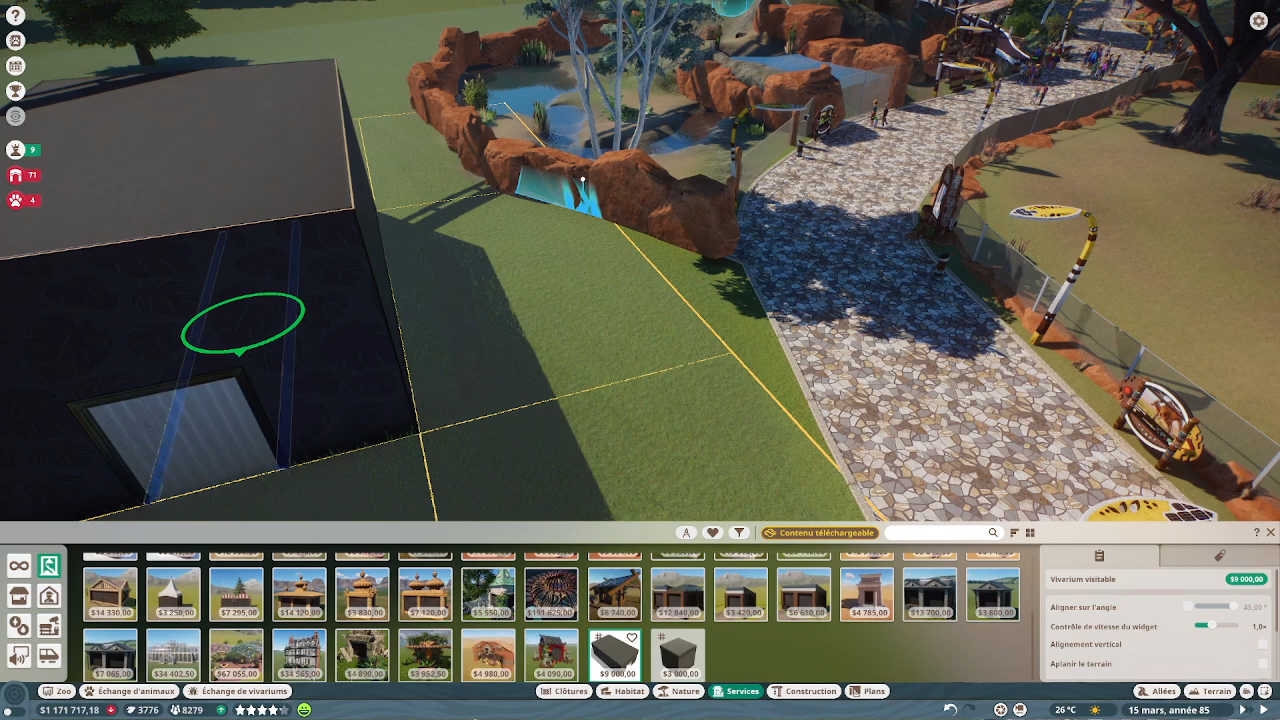 ?
9
71
4
A
Contenu téléchargeable
?
$14 330,00
$3 250,00
$7 295,00
$14 120,00
$3 830,00
$7 120,00
$5 550,00
$191 625,00
$6 740,00
$12 840,00
$3 420,00
$6 610,00
$4 785,00
$13 700,00
$3 800,00
$7 065,00
$34 402,50
$67 055,00
$34 565,00
$4 890,00
$3 952,50
$4 980,00
$4 090,00
$9 000,00
$3 000,00
Vivarium visitable
$9 000,00
Aligner sur l'angle
45,00 °
Contrôle de vitesse du widget
1,0×
Alignement vertical
Aplanir le terrain
Zoo
Échange d'animaux
Échange de vivariums
Clôtures
Habitat
Nature
Services
Construction
Plans
Allées
Terrain
$1 171 717,18
3776
8279
26 °C
15 mars, année 85